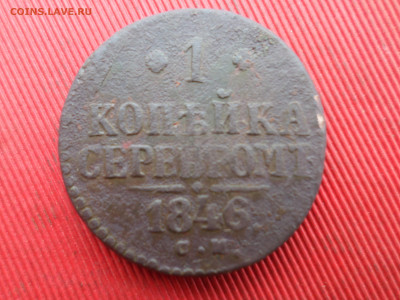 COINS.LAVE.RU
1
КОПѢЙКА
СЕРЕБРОМЪ
1846
С.М.